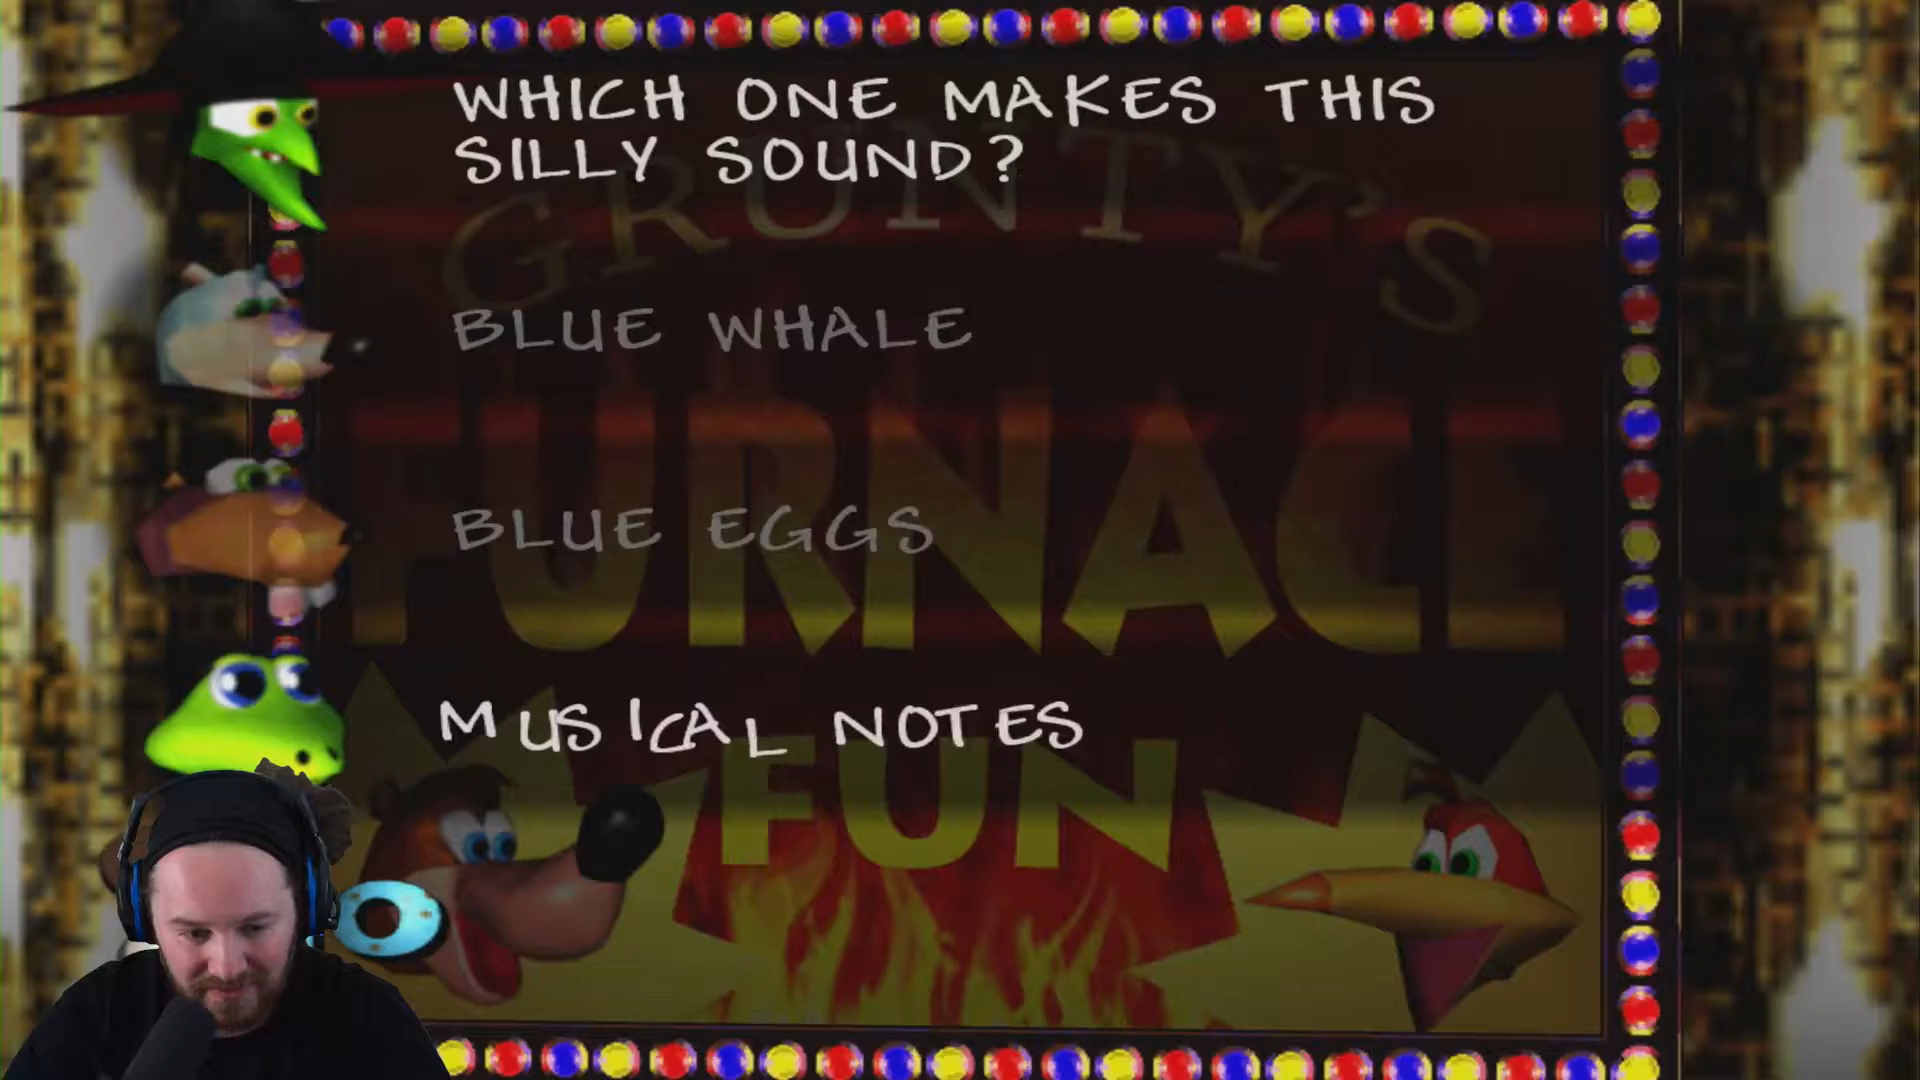 WHICH ONE MAKES THIS
SILLY SOUND?
GRUNTY'S
BLUE WHALE
FURNACE
BLUE EGGS
MUSICAL NOTES
FUN